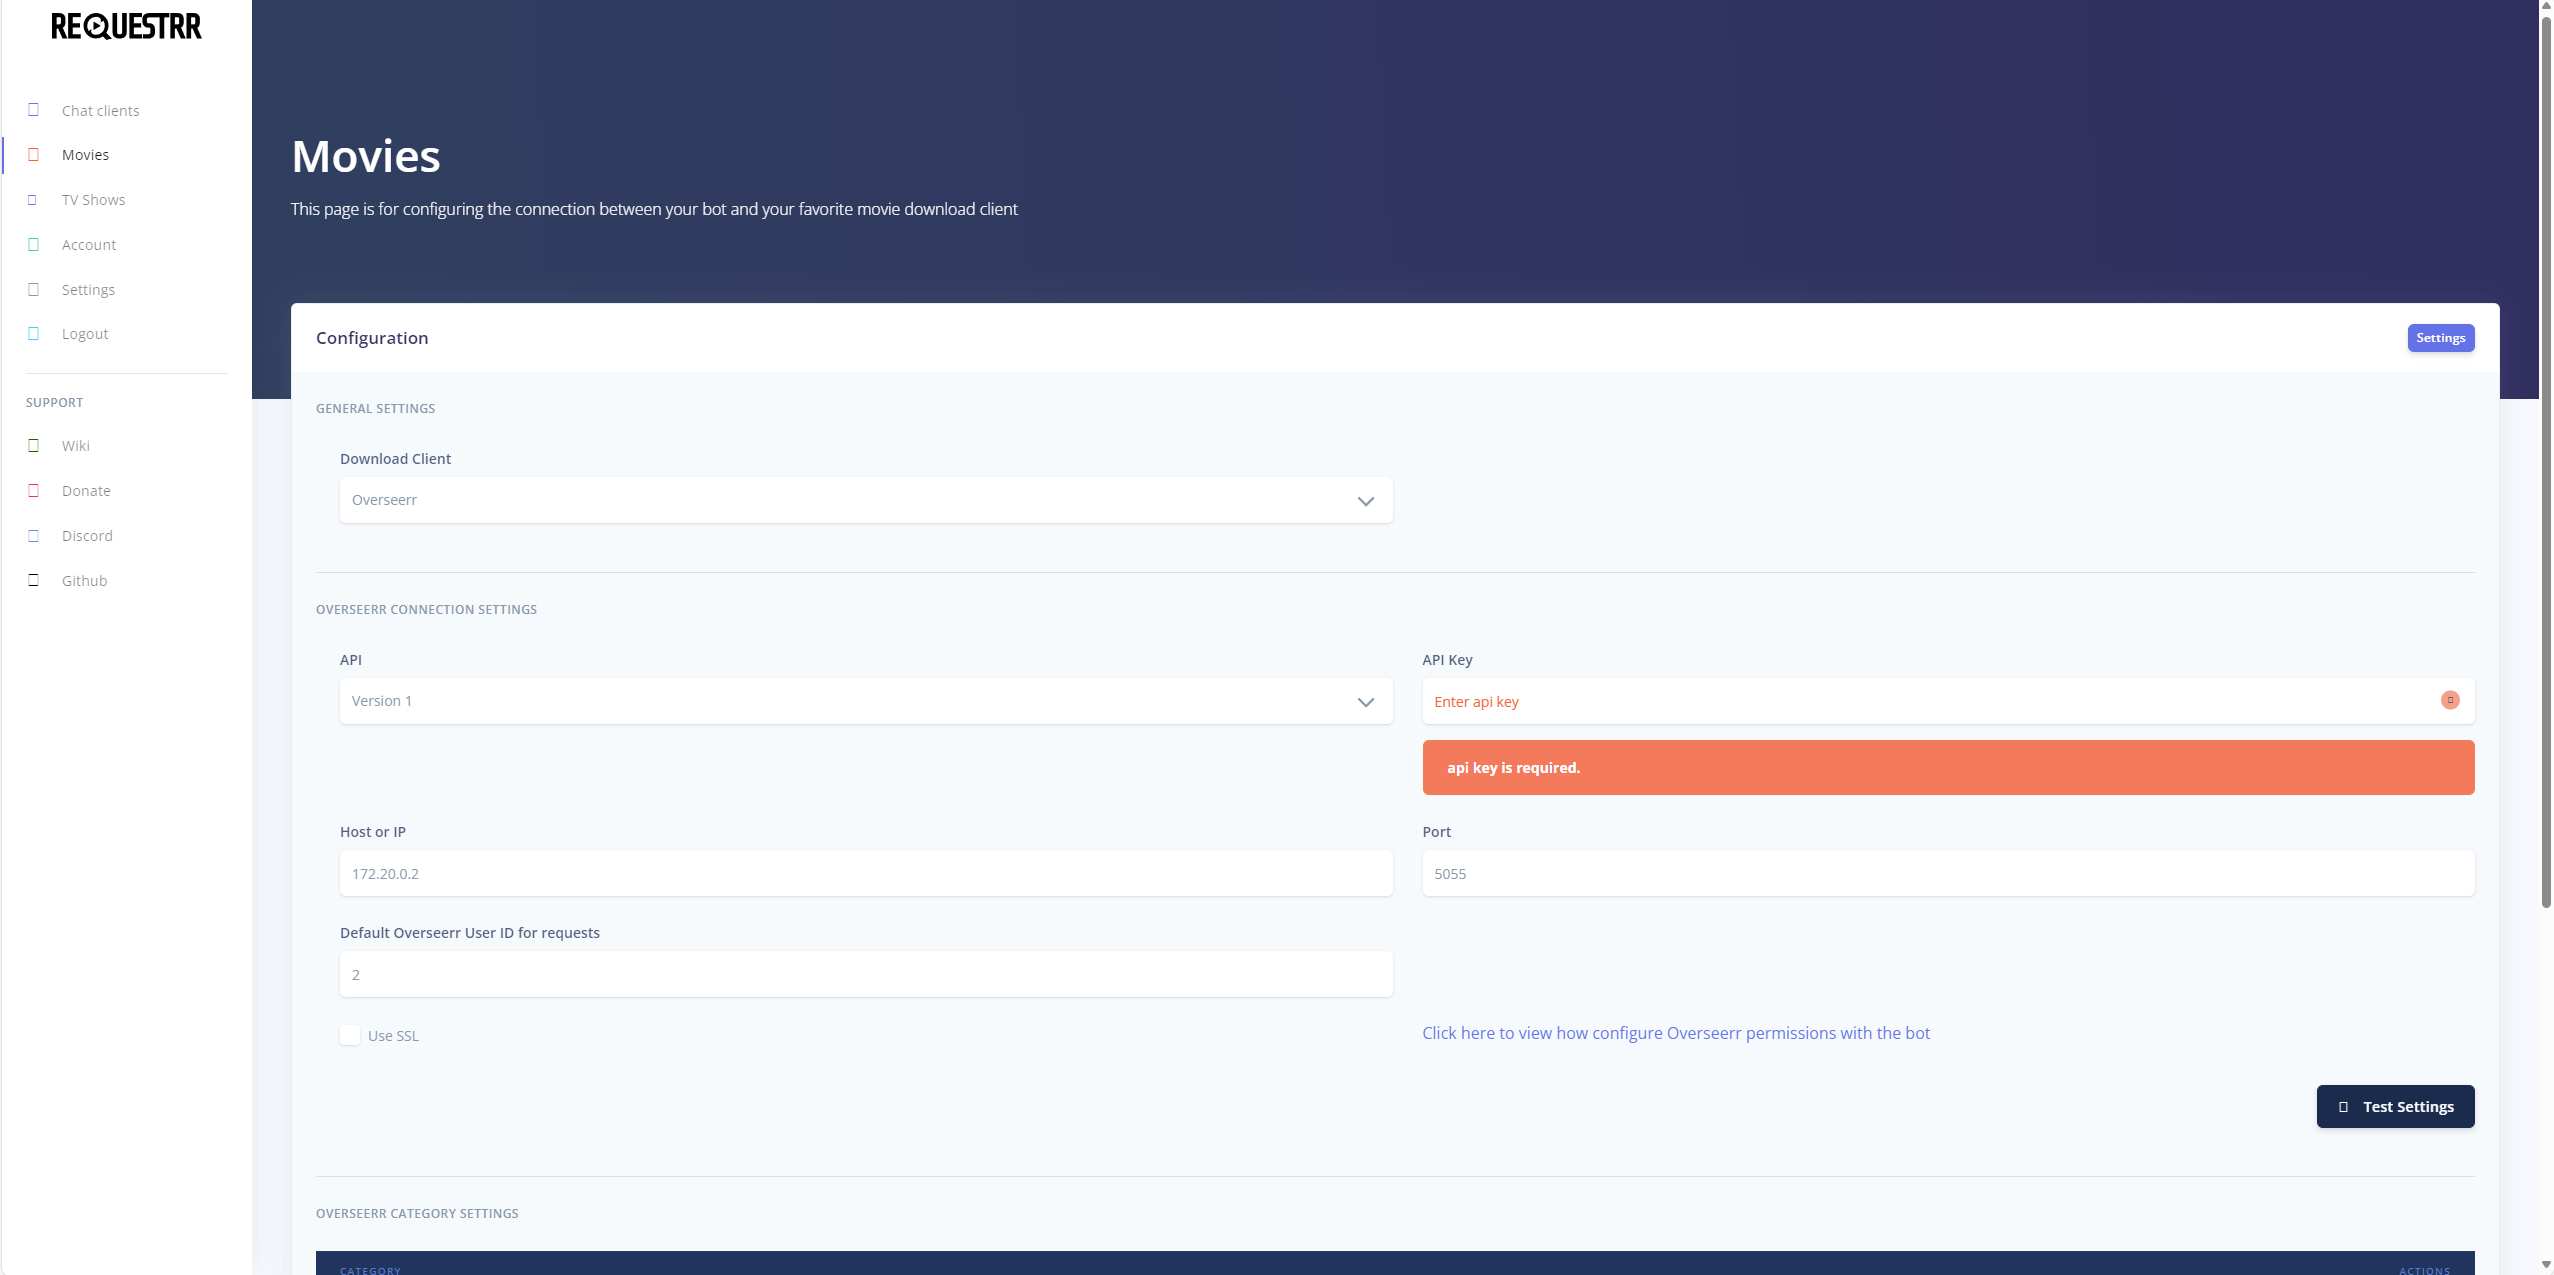 REQUESTRR
Chat clients
Movies
TV Shows
Account
Settings
Logout
SUPPORT
Wiki
Donate
Discord
Github
Movies
This page is for configuring the connection between your bot and your favorite movie download client
Configuration
Settings
GENERAL SETTINGS
Download Client
Overseerr
OVERSEERR CONNECTION SETTINGS
API
API Key
Version 1
Enter api key
api key is required.
Host or IP
Port
172.20.0.2
5055
Default Overseerr User ID for requests
2
Use SSL
Click here to view how configure Overseerr permissions with the bot
Test Settings
OVERSEERR CATEGORY SETTINGS
CATEGORY
ACTIONS